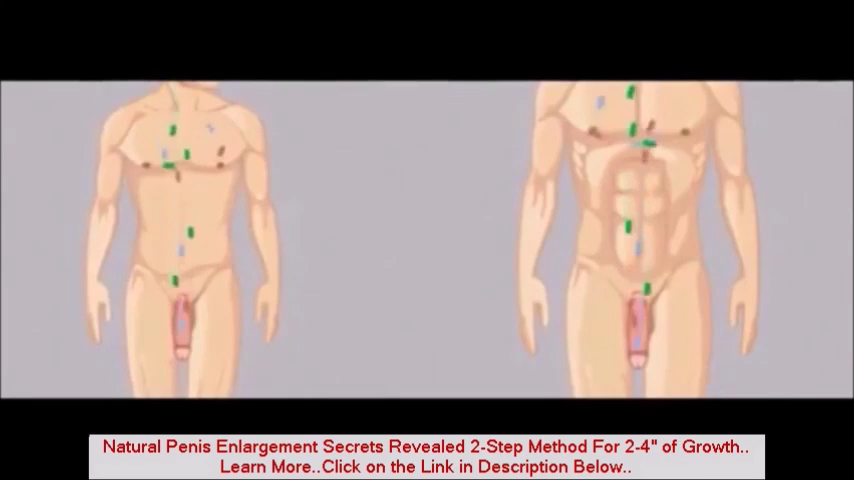 Natural Penis Enlargement Secrets Revealed 2-Step Method For 2-4" of Growth..
Learn More..Click on the Link in Description Below..